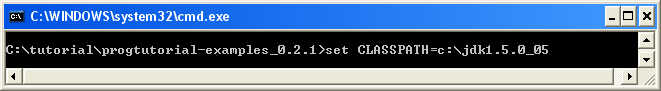 C:\WINDOWS\system32\cmd.exe
C:\tutorial\progtutorial-examples_0.2.1>set CLASSPATH=c:\jdk1.5.0_05